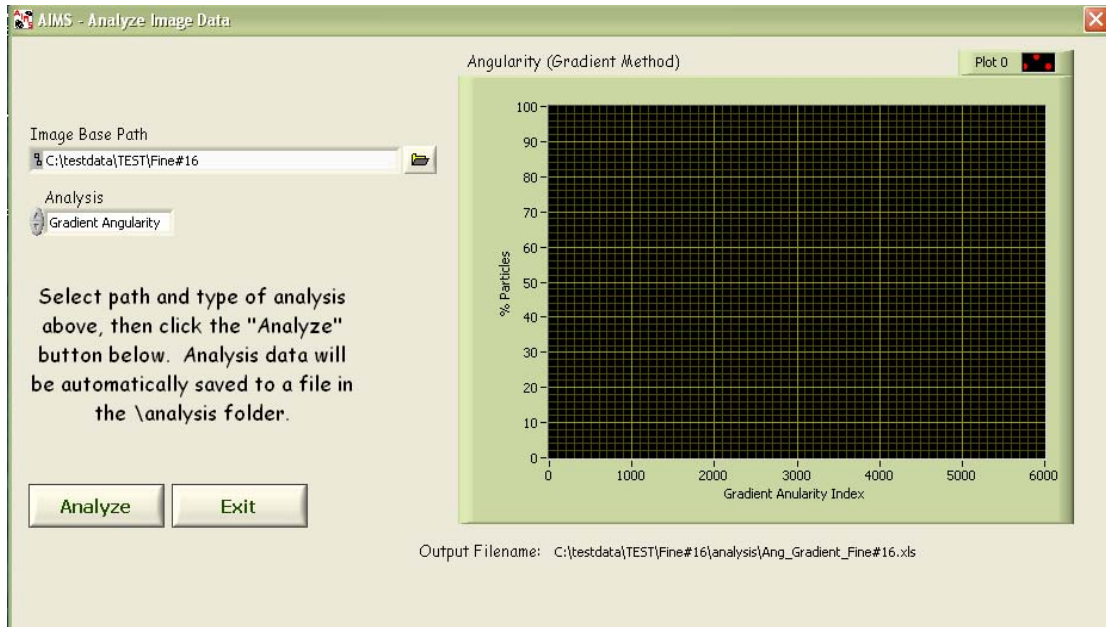 AIMS - Analyze Image Data
Image Base Path
C:\testdata\TEST\Fine#16
Analysis
Gradient Angularity
Select path and type of analysis
above, then click the "Analyze"
button below. Analysis data will
be automatically saved to a file in
the \analysis folder.
Analyze
Exit
Angularity (Gradient Method)
Plot 0
% Particles
100
90
80
70
60
50
40
30
20
10
0
0 1000 2000 3000 4000 5000 6000
Gradient Anularity Index
Output Filename: C:\testdata\TEST\Fine#16\analysis\Ang_Gradient_Fine#16.xls